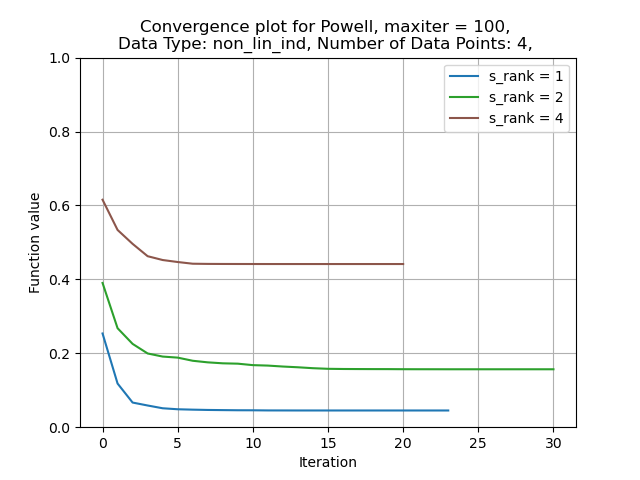 Convergence plot for Powell, maxiter = 100,
Data Type: non_lin_ind, Number of Data Points: 4,
1.0
0.8
0.6
0.4
0.2
0.0
Function value
s_rank = 1
s_rank = 2
s_rank = 4
0 5 10 15 20 25 30
Iteration